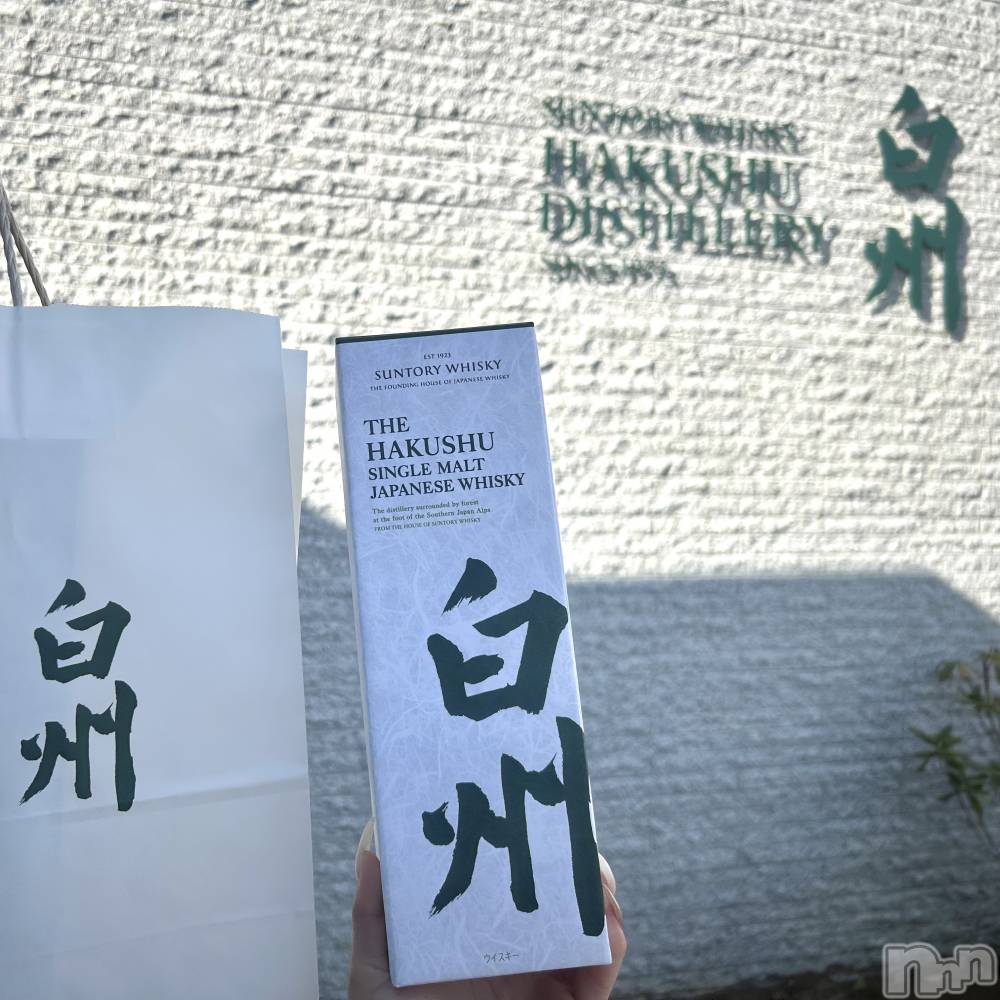 SUNTORY WHISKY
HAKUSHU
DISTILLERY
白州
EST 1923
SUNTORY WHISKY
THE FOUNDING HOUSE OF JAPANESE WHISKY
THE
HAKUSHU
SINGLE MALT
JAPANESE WHISKY
The distillery surrounded by forest
at the foot of the Southern Japan Alps
FROM THE HOUSE OF SUNTORY WHISKY
白州
ウイスキー
白州
nnn